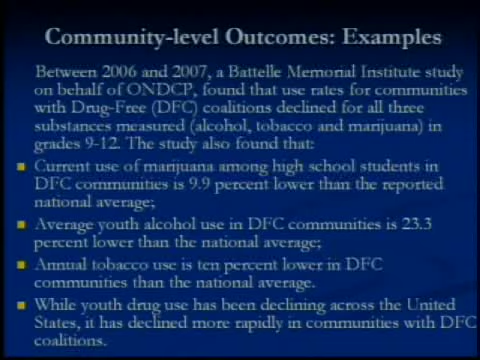 Community-level Outcomes: Examples
Between 2006 and 2007, a Battelle Memorial Institute study
on behalf of ONDCP, found that use rates for communities
with Drug-Free (DFC) coalitions declined for all three
substances measured (alcohol, tobacco and marijuana) in
grades 9-12. The study also found that:
Current use of marijuana among high school students in
DFC communities is 9.9 percent lower than the reported
national average;
Average youth alcohol use in DFC communities is 23.3
percent lower than the national average;
Annual tobacco use is ten percent lower in DFC
communities than the national average.
While youth drug use has been declining across the United
States, it has declined more rapidly in communities with DFC
coalitions.